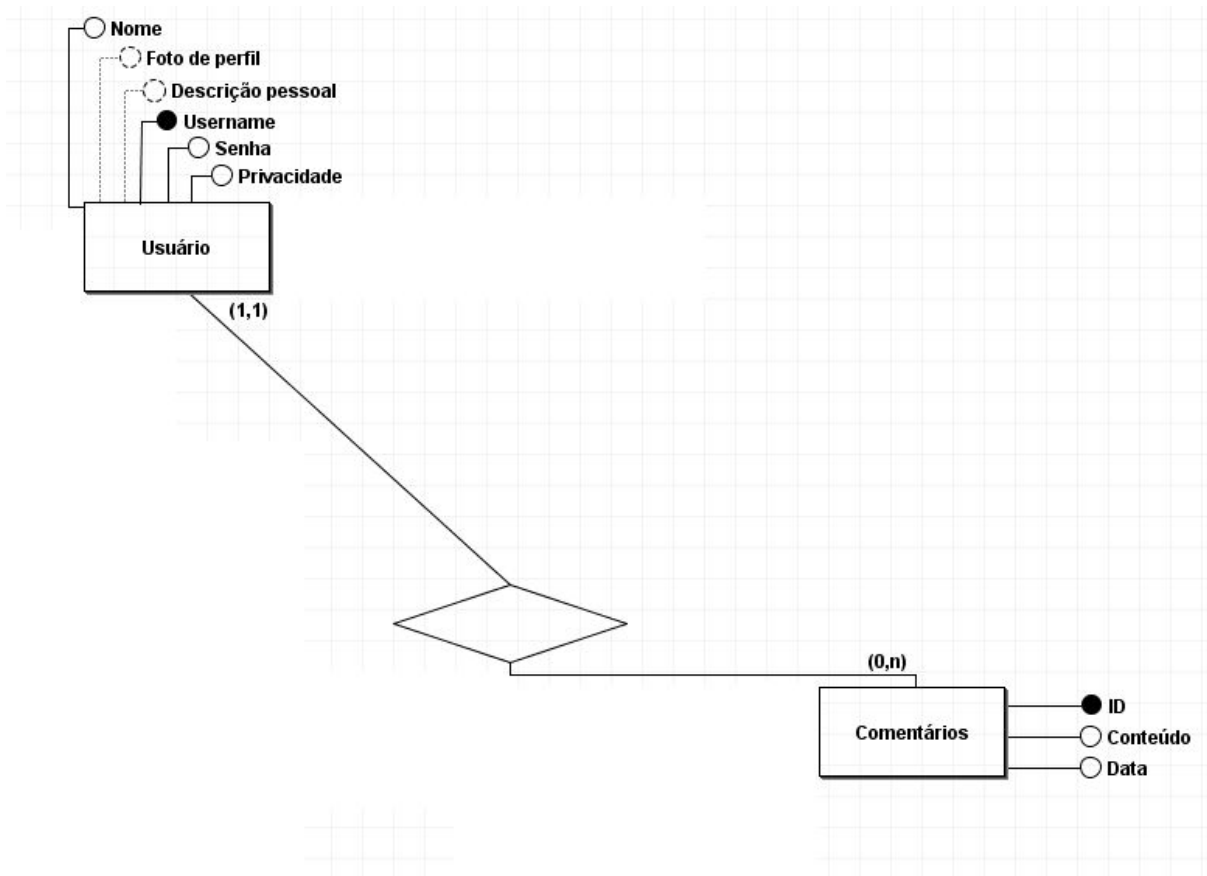 Nome
Foto de perfil
Descrição pessoal
Username
Senha
Privacidade
Usuário
(1,1)
(0,n)
Comentários
ID
Conteúdo
Data